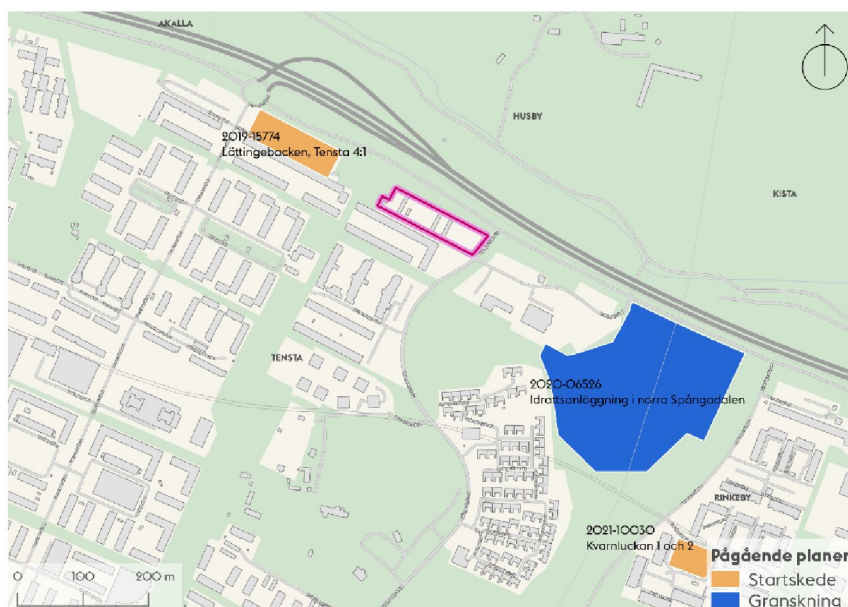 AKALLA
HUSBY
KISTA
2019-15774
Lättingebacken, Tensta 4:1
TENSTA
2020-06526
Idrottsanläggning i norra Spångadalen
RINKEBY
2021-10030
Kvarnluckan 1 och 2
Pågående planer
Startskede
Granskning
0 100 200 m